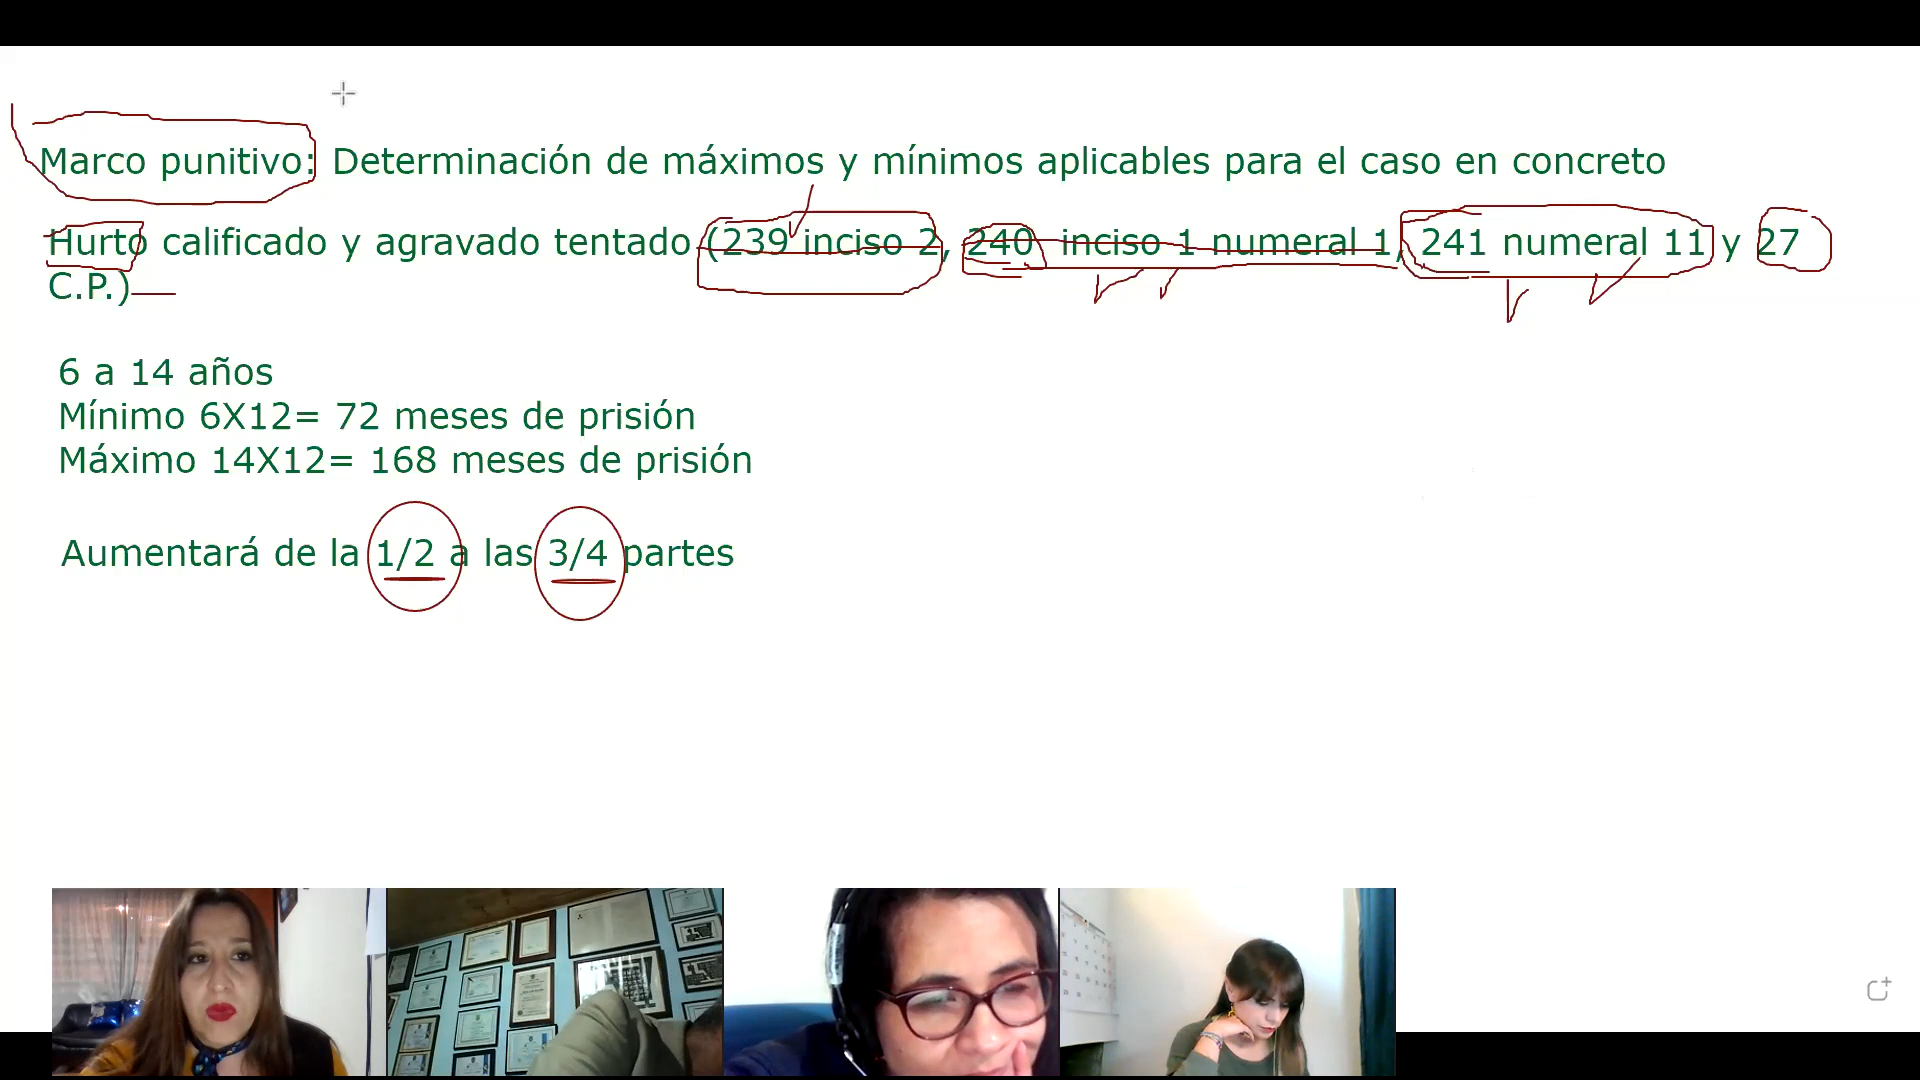 Marco punitivo: Determinación de máximos y mínimos aplicables para el caso en concreto
Hurto calificado y agravado tentado (239 inciso 2, 240 inciso 1 numeral 1, 241 numeral 11 y 27
C.P.)
6 a 14 años
Mínimo 6X12= 72 meses de prisión
Máximo 14X12= 168 meses de prisión
Aumentará de la 1/2 a las 3/4 partes